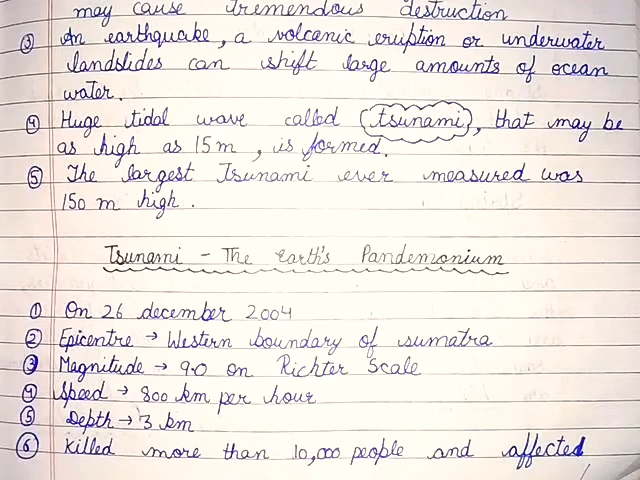 may cause tremendous destruction
③ An earthquake, a volcanic eruption or underwater
landslides can shift large amounts of ocean
water.
④ Huge tidal wave called tsunami, that may be
as high as 15m, is formed.
⑤ The largest Tsunami ever measured was
150 m high.
Tsunami - The Earth's Pandemonium
① On 26 december 2004
② Epicentre → Western boundary of sumatra
③ Magnitude → 9.0 on Richter Scale
④ Speed → 800 km per hour
⑤ Depth → 3 km
⑥ Killed more than 10,000 people and affected